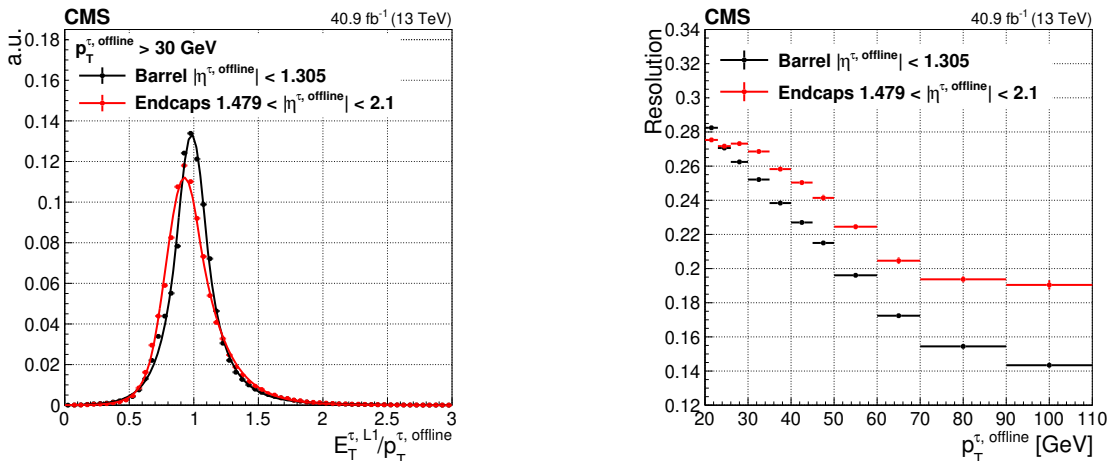 CMS 40.9 fb⁻¹ (13 TeV)
a.u.
p_T^{τ, offline} > 30 GeV
Barrel |η^{τ, offline}| < 1.305
Endcaps 1.479 < |η^{τ, offline}| < 2.1
0.18
0.16
0.14
0.12
0.1
0.08
0.06
0.04
0.02
0
0 0.5 1 1.5 2 2.5 3
E_T^{τ, L1}/p_T^{τ, offline}
CMS 40.9 fb⁻¹ (13 TeV)
Resolution
Barrel |η^{τ, offline}| < 1.305
Endcaps 1.479 < |η^{τ, offline}| < 2.1
0.34
0.32
0.3
0.28
0.26
0.24
0.22
0.2
0.18
0.16
0.14
0.12
20 30 40 50 60 70 80 90 100 110
p_T^{τ, offline} [GeV]